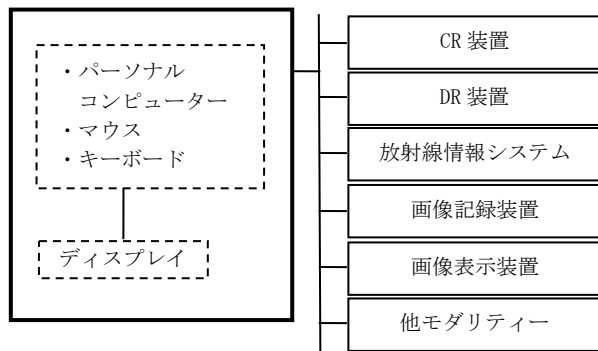 ・パーソナル
コンピューター
・マウス
・キーボード
ディスプレイ
CR 装置
DR 装置
放射線情報システム
画像記録装置
画像表示装置
他モダリティー